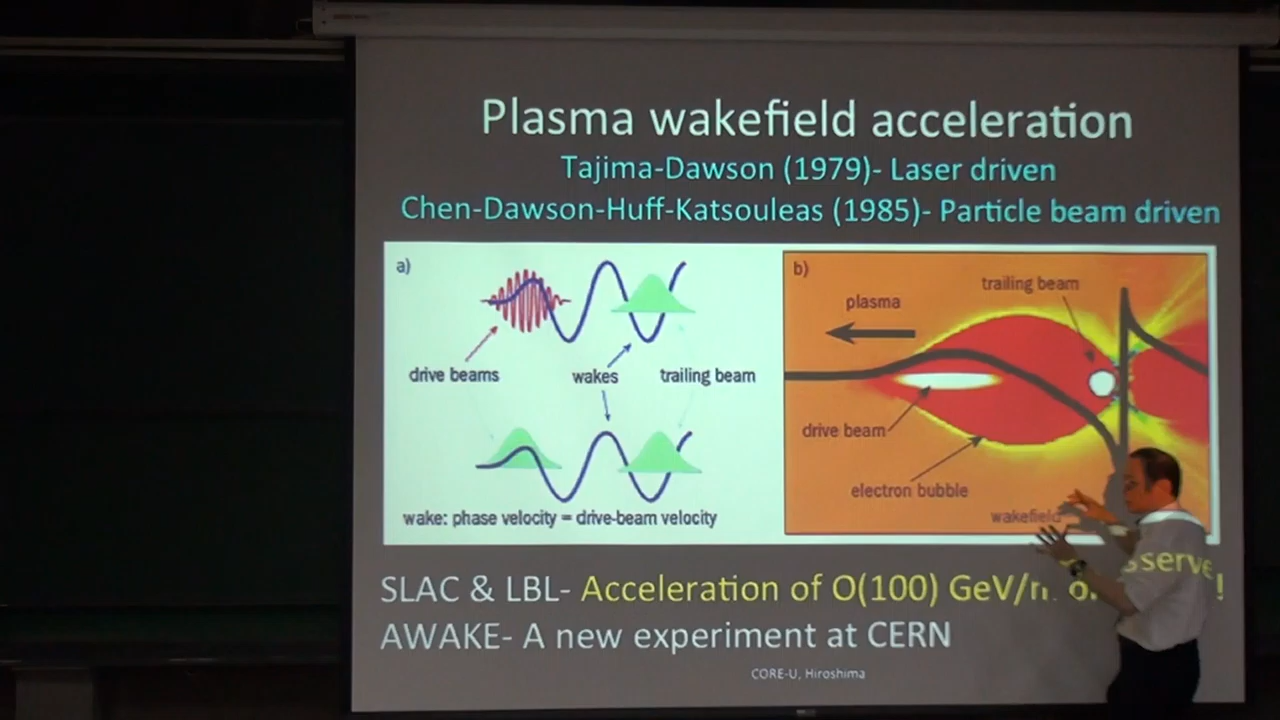 Plasma wakefield acceleration
Tajima-Dawson (1979)- Laser driven
Chen-Dawson-Huff-Katsouleas (1985)- Particle beam driven
a)
drive beams
wakes
trailing beam
wake: phase velocity = drive-beam velocity
b)
trailing beam
plasma
drive beam
electron bubble
wakefield
SLAC & LBL- Acceleration of O(100) GeV/ !
AWAKE- A new experiment at CERN
CORE-U, Hiroshima